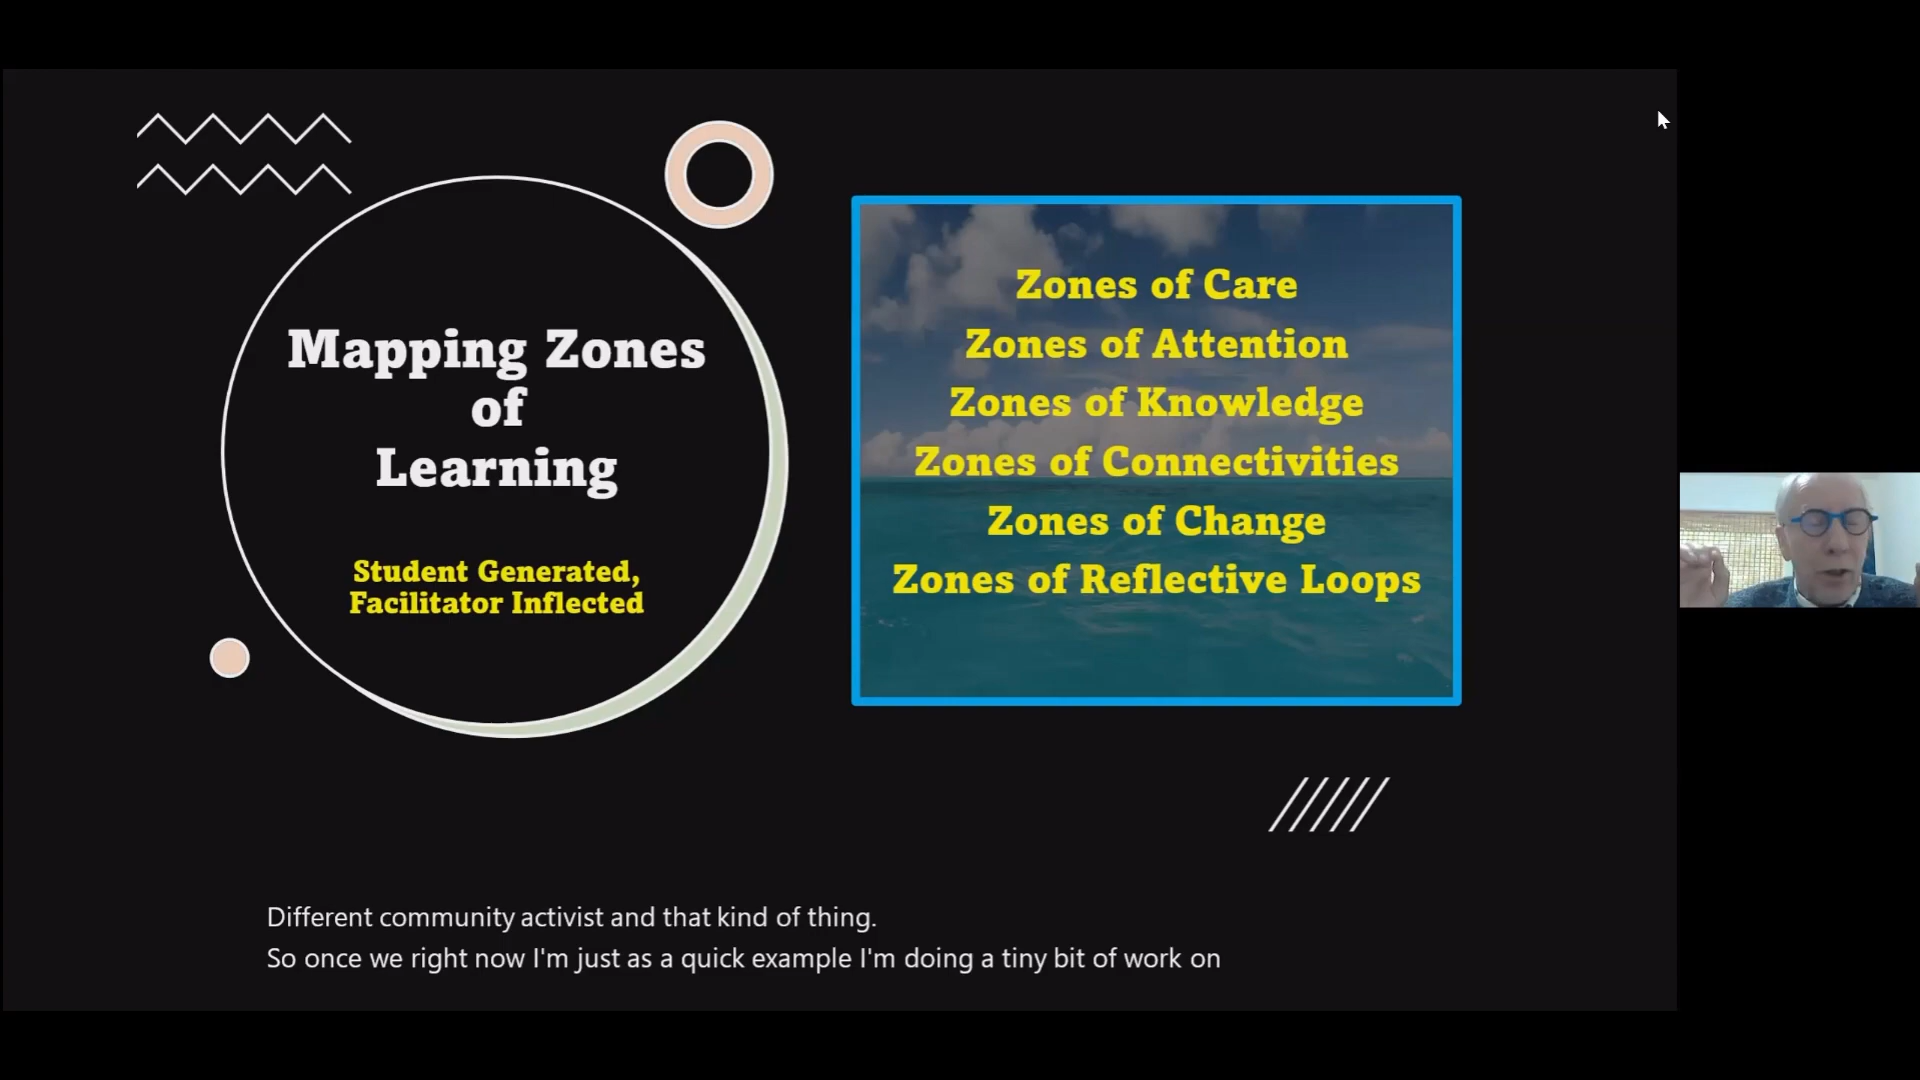 Mapping Zones
of
Learning
Student Generated,
Facilitator Inflected
Zones of Care
Zones of Attention
Zones of Knowledge
Zones of Connectivities
Zones of Change
Zones of Reflective Loops
Different community activist and that kind of thing.
So once we right now I'm just as a quick example I'm doing a tiny bit of work on